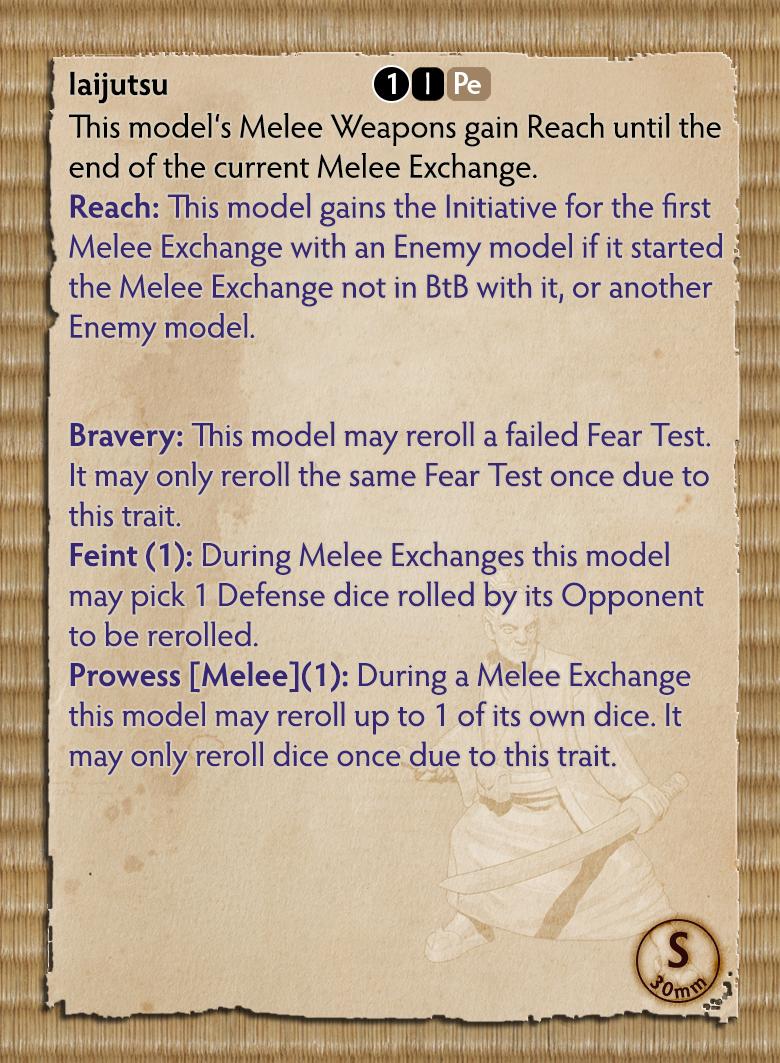 Iaijutsu 1 I Pe
This model's Melee Weapons gain Reach until the
end of the current Melee Exchange.
Reach: This model gains the Initiative for the first
Melee Exchange with an Enemy model if it started
the Melee Exchange not in BtB with it, or another
Enemy model.
Bravery: This model may reroll a failed Fear Test.
It may only reroll the same Fear Test once due to
this trait.
Feint (1): During Melee Exchanges this model
may pick 1 Defense dice rolled by its Opponent
to be rerolled.
Prowess [Melee](1): During a Melee Exchange
this model may reroll up to 1 of its own dice. It
may only reroll dice once due to this trait.
S
30mm